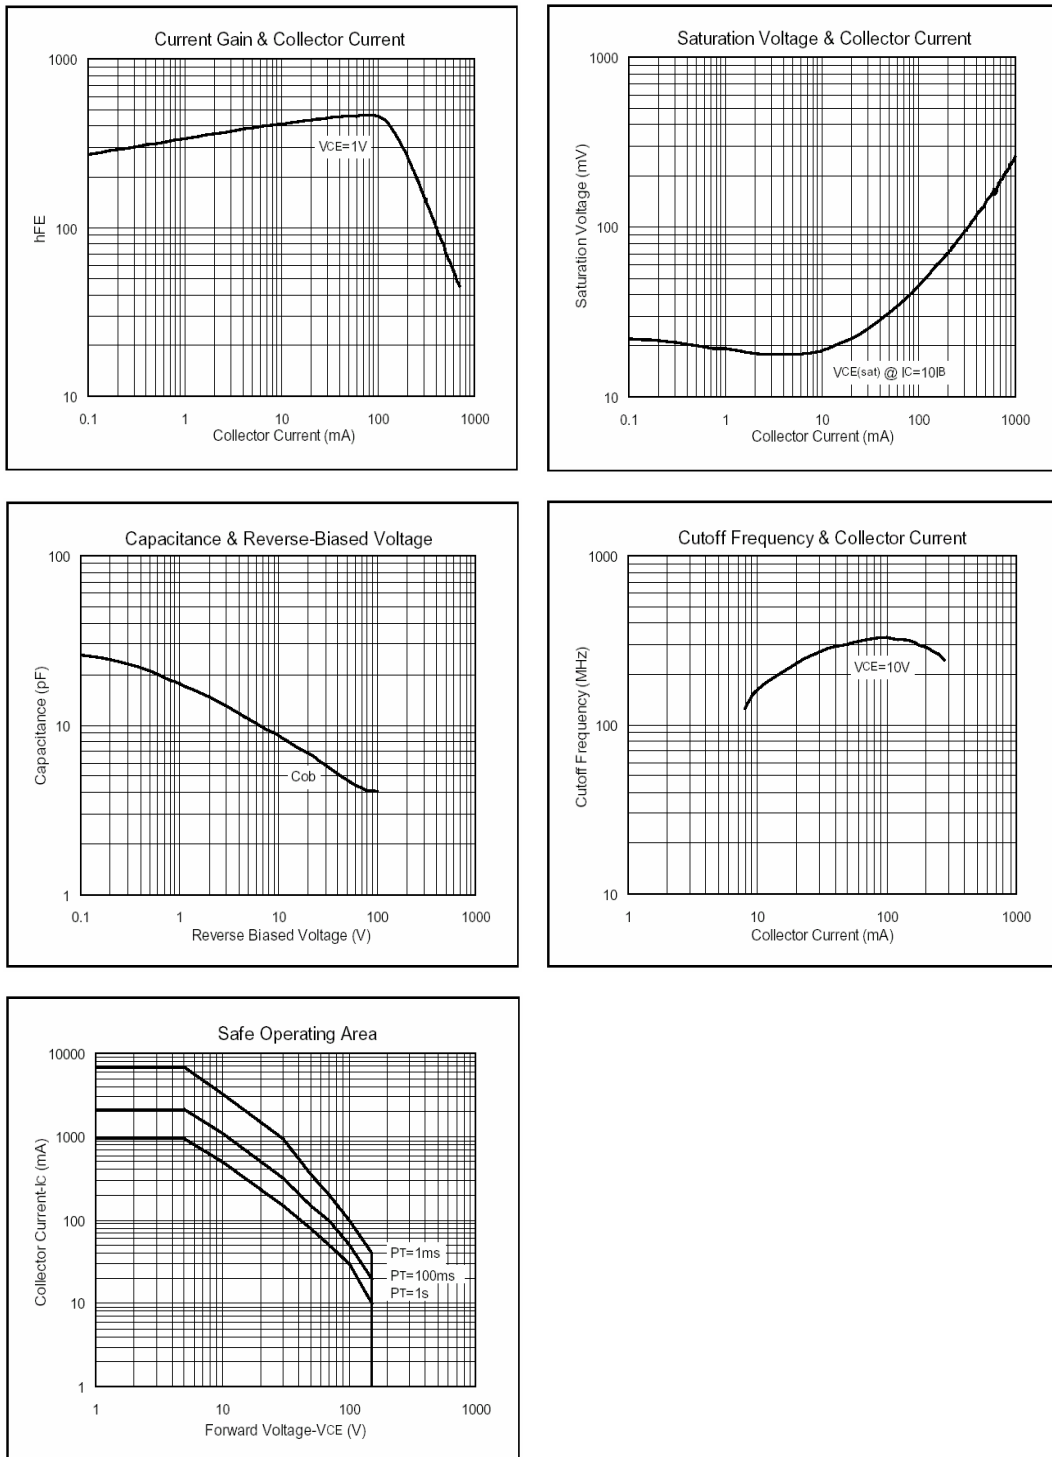 Current Gain & Collector Current
1000
100
10
hFE
VCE=1V
0.1 1 10 100 1000
Collector Current (mA)
Saturation Voltage & Collector Current
1000
100
10
Saturation Voltage (mV)
VCE(sat) @ IC=10IB
0.1 1 10 100 1000
Collector Current (mA)
Capacitance & Reverse-Biased Voltage
100
10
1
Capacitance (pF)
Cob
0.1 1 10 100 1000
Reverse Biased Voltage (V)
Cutoff Frequency & Collector Current
1000
100
10
Cutoff Frequency (MHz)
VCE=10V
1 10 100 1000
Collector Current (mA)
Safe Operating Area
10000
1000
100
10
1
Collector Current-IC (mA)
PT=1ms
PT=100ms
PT=1s
1 10 100 1000
Forward Voltage-VCE (V)